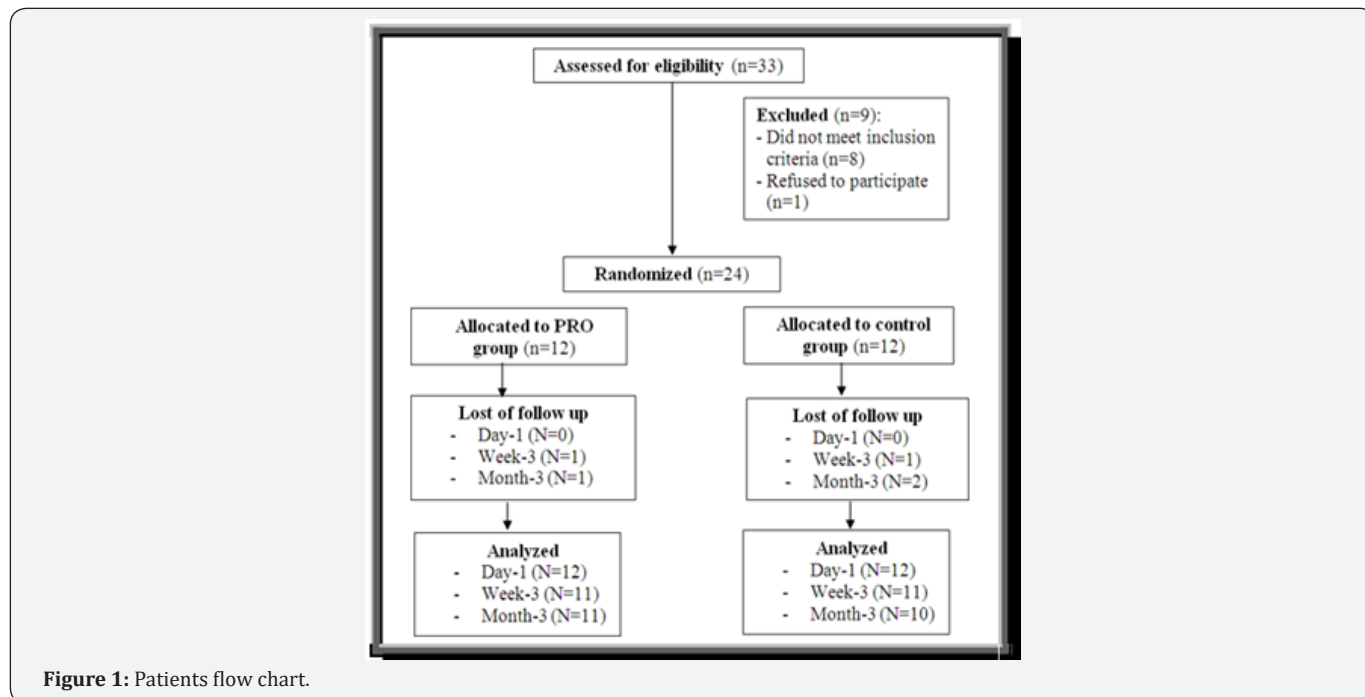 Assessed for eligibility (n=33)
Excluded (n=9):
- Did not meet inclusion
criteria (n=8)
- Refused to participate
(n=1)
Randomized (n=24)
Allocated to PRO
group (n=12)
Allocated to control
group (n=12)
Lost of follow up
- Day-1 (N=0)
- Week-3 (N=1)
- Month-3 (N=1)
Lost of follow up
- Day-1 (N=0)
- Week-3 (N=1)
- Month-3 (N=2)
Analyzed
- Day-1 (N=12)
- Week-3 (N=11)
- Month-3 (N=11)
Analyzed
- Day-1 (N=12)
- Week-3 (N=11)
- Month-3 (N=10)
Figure 1: Patients flow chart.